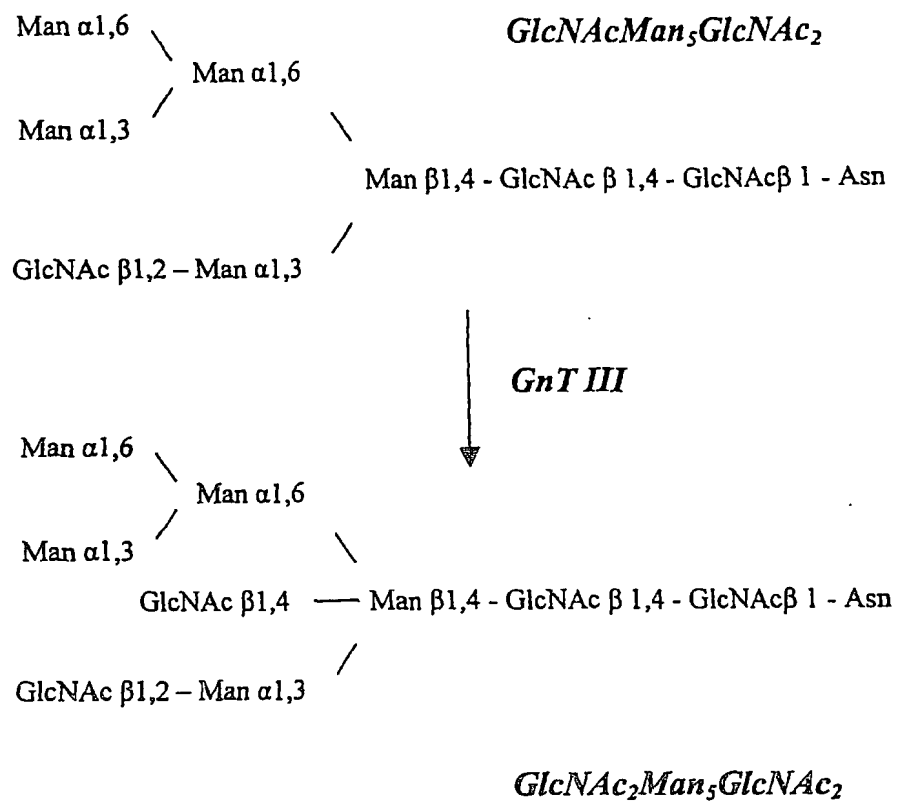 Man α1,6
GlcNAcMan₅GlcNAc₂
Man α1,6
Man α1,3
Man β1,4 - GlcNAc β 1,4 - GlcNAcβ 1 - Asn
GlcNAc β1,2 – Man α1,3
GnT III
Man α1,6
Man α1,6
Man α1,3
GlcNAc β1,4 — Man β1,4 - GlcNAc β 1,4 - GlcNAcβ 1 - Asn
GlcNAc β1,2 – Man α1,3
GlcNAc₂Man₅GlcNAc₂